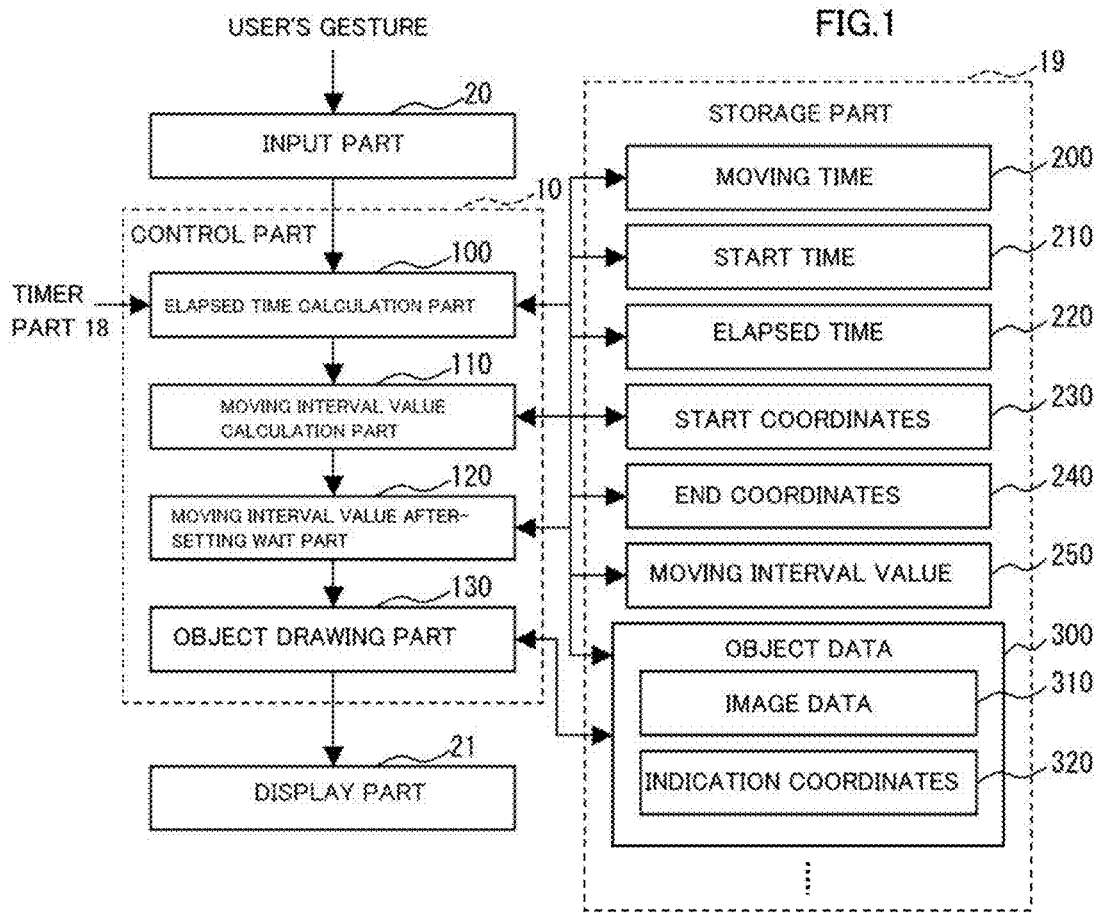 FIG.1
USER'S GESTURE
20
INPUT PART
10
CONTROL PART
100
ELAPSED TIME CALCULATION PART
TIMER
PART 18
110
MOVING INTERVAL VALUE
CALCULATION PART
120
MOVING INTERVAL VALUE AFTER-
SETTING WAIT PART
130
OBJECT DRAWING PART
21
DISPLAY PART
19
STORAGE PART
MOVING TIME
200
START TIME
210
ELAPSED TIME
220
START COORDINATES
230
END COORDINATES
240
MOVING INTERVAL VALUE
250
OBJECT DATA
300
IMAGE DATA
310
INDICATION COORDINATES
320